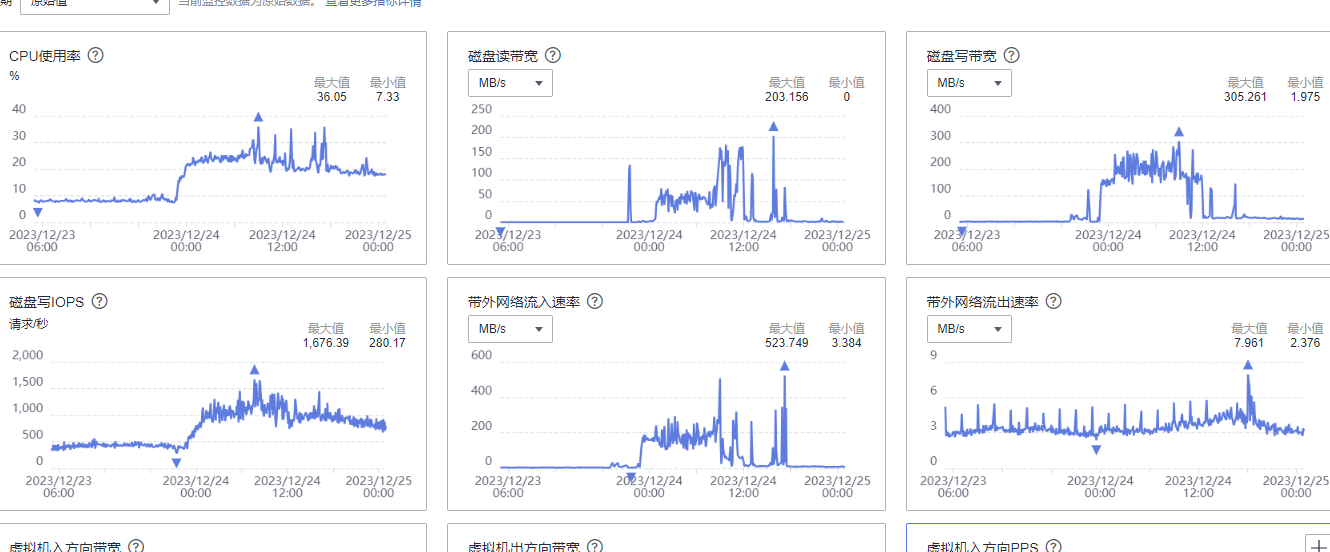 期 原始值 当前监控数据为原始数据。 查看更多指标详情
CPU使用率 ?
%
最大值 最小值
36.05 7.33
40
30
20
10
0
2023/12/23 06:00
2023/12/24 00:00
2023/12/24 12:00
2023/12/25 00:00
磁盘读带宽 ?
MB/s
最大值 最小值
203.156 0
250
200
150
100
50
0
2023/12/23 06:00
2023/12/24 00:00
2023/12/24 12:00
2023/12/25 00:00
磁盘写带宽 ?
MB/s
最大值 最小值
305.261 1.975
400
300
200
100
0
2023/12/23 06:00
2023/12/24 00:00
2023/12/24 12:00
2023/12/25 00:00
磁盘写IOPS ?
请求/秒
最大值 最小值
1,676.39 280.17
2,000
1,500
1,000
500
0
2023/12/23 06:00
2023/12/24 00:00
2023/12/24 12:00
2023/12/25 00:00
带外网络流入速率 ?
MB/s
最大值 最小值
523.749 3.384
600
400
200
0
2023/12/23 06:00
2023/12/24 00:00
2023/12/24 12:00
2023/12/25 00:00
带外网络流出速率 ?
MB/s
最大值 最小值
7.961 2.376
9
6
3
0
2023/12/23 06:00
2023/12/24 00:00
2023/12/24 12:00
2023/12/25 00:00
虚拟机入方向带宽 ?
虚拟机出方向带宽 ?
虚拟机入方向PPS ?